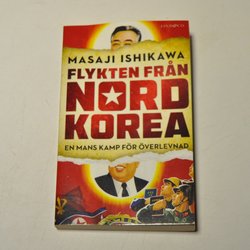 MASAJI ISHIKAWA
FLYKTEN FRÅN
NORD
KOREA
EN MANS KAMP FÖR ÖVERLEVNAD